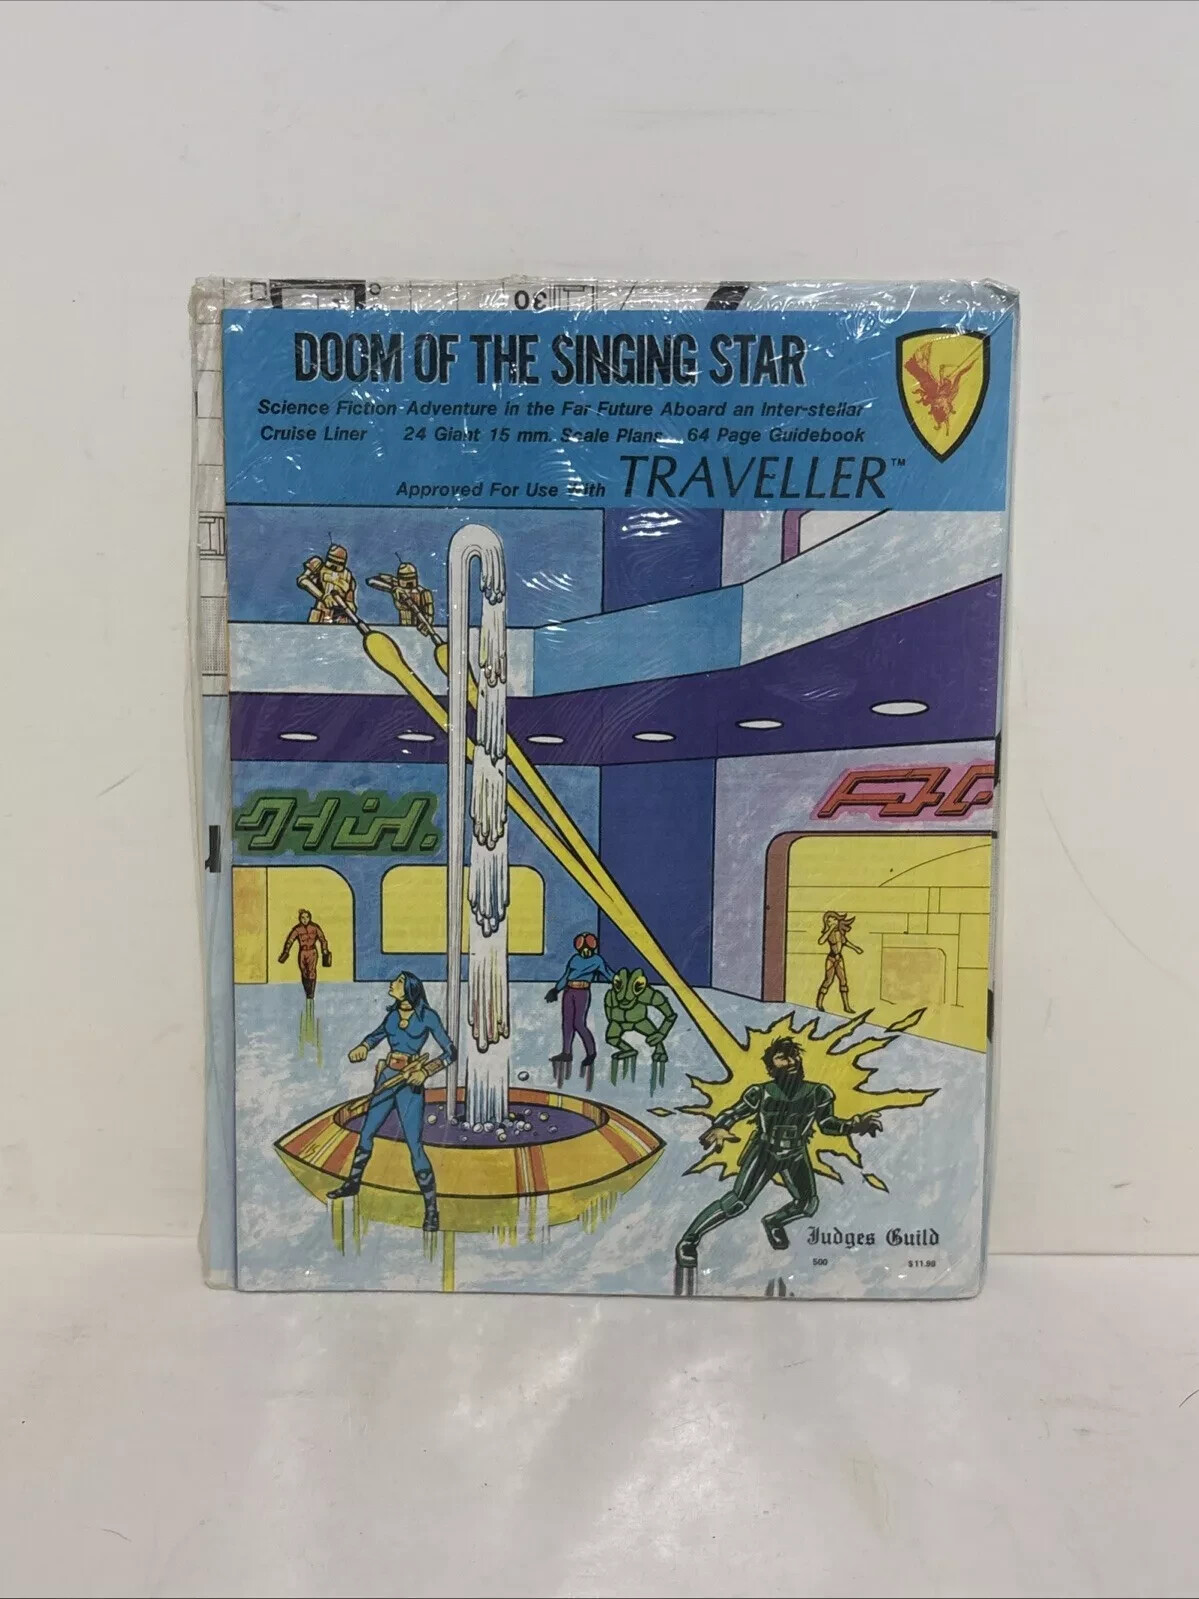 30
DOOM OF THE SINGING STAR
Science Fiction Adventure in the Far Future Aboard an Inter-stellar
Cruise Liner 24 Giant 15 mm. Scale Plans 64 Page Guidebook
Approved For Use With TRAVELLER™
Judges Guild
500 $11.98